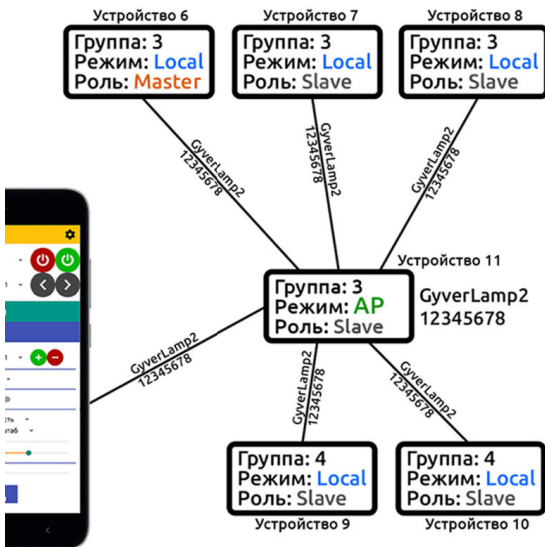 Устройство 6
Устройство 7
Устройство 8
Группа: 3
Режим: Local
Роль: Master
Группа: 3
Режим: Local
Роль: Slave
Группа: 3
Режим: Local
Роль: Slave
GyverLamp2
12345678
GyverLamp2
12345678
GyverLamp2
12345678
Устройство 11
Группа: 3
Режим: AP
Роль: Slave
GyverLamp2
12345678
GyverLamp2
12345678
GyverLamp2
12345678
GyverLamp2
12345678
Группа: 4
Режим: Local
Роль: Slave
Группа: 4
Режим: Local
Роль: Slave
Устройство 9
Устройство 10